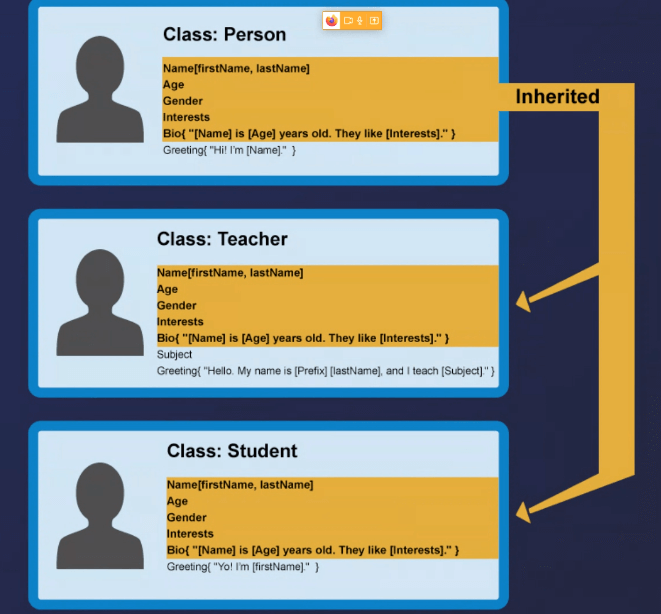 Class: Person
Name[firstName, lastName]
Age
Gender
Interests
Bio{ "[Name] is [Age] years old. They like [Interests]." }
Greeting{ "Hi! I'm [Name]." }
Inherited
Class: Teacher
Name[firstName, lastName]
Age
Gender
Interests
Bio{ "[Name] is [Age] years old. They like [Interests]." }
Subject
Greeting{ "Hello. My name is [Prefix] [lastName], and I teach [Subject]." }
Class: Student
Name[firstName, lastName]
Age
Gender
Interests
Bio{ "[Name] is [Age] years old. They like [Interests]." }
Greeting{ "Yo! I'm [firstName]." }